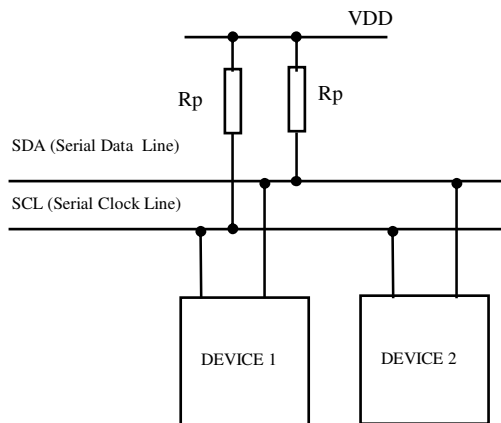 VDD
Rp
Rp
SDA (Serial Data Line)
SCL (Serial Clock Line)
DEVICE 1
DEVICE 2